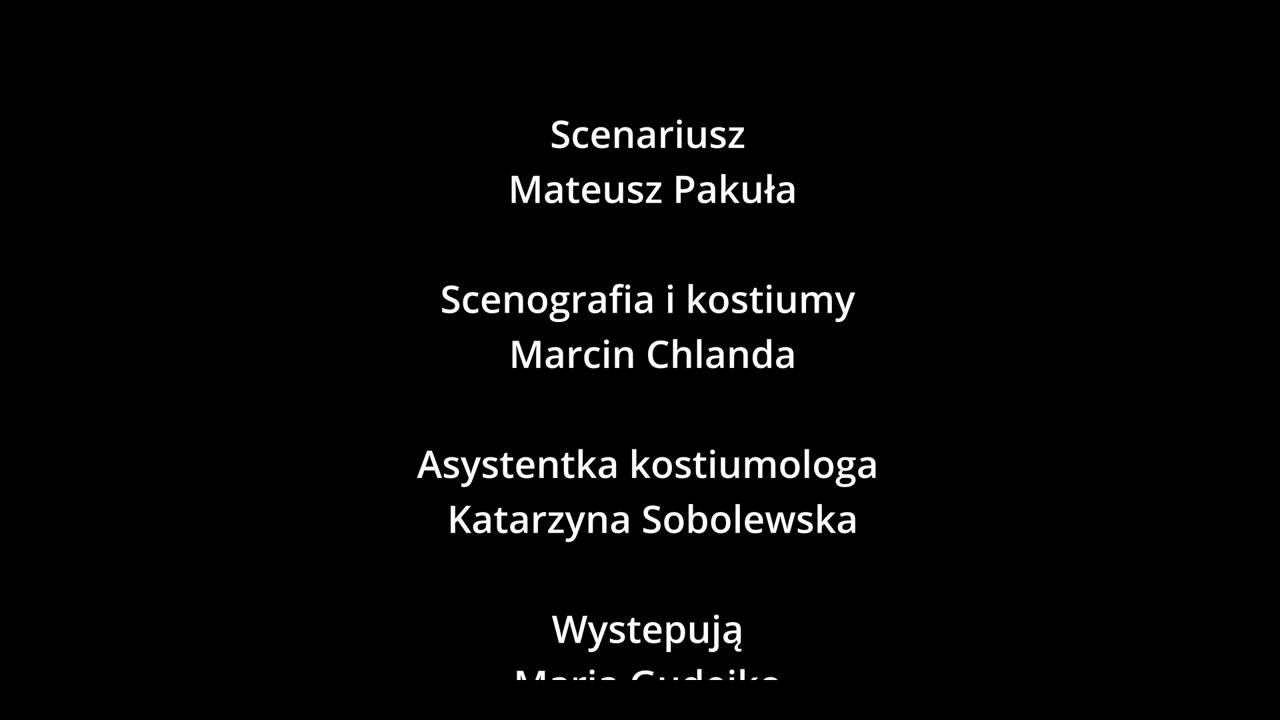 Scenariusz
Mateusz Pakuła
Scenografia i kostiumy
Marcin Chlanda
Asystentka kostiumologa
Katarzyna Sobolewska
Wystepują